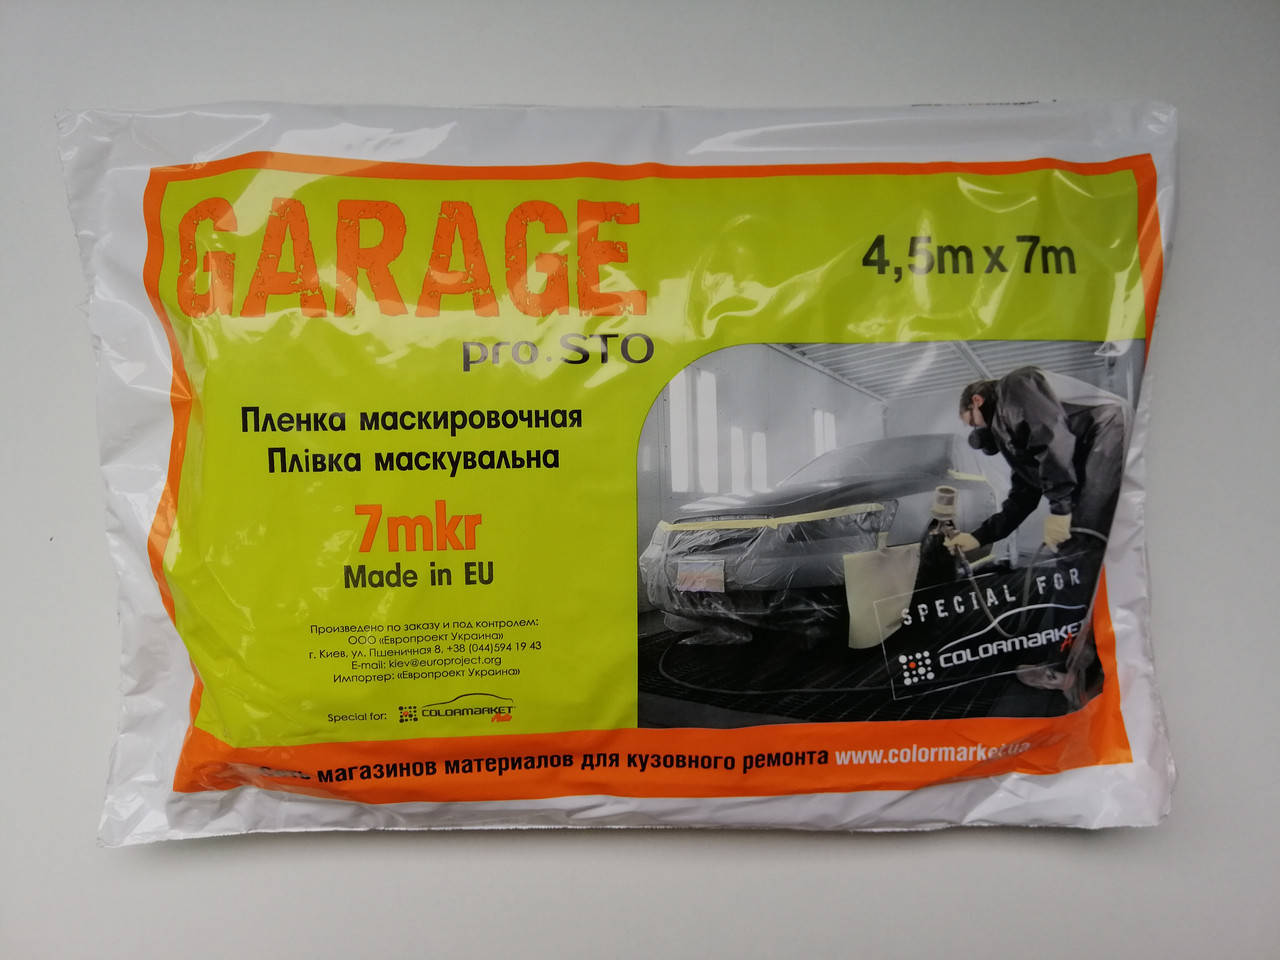 GARAGE
pro.STO
4,5m x 7m
Пленка маскировочная
Плівка маскувальна
7mkr
Made in EU
Произведено по заказу и под контролем:
ООО «Европроект Украина»
г. Киев, ул. Пшеничная 8, +38 (044)594 19 43
E-mail: kiev@europroject.org
Импортер: «Европроект Украина»
Special for: COLORMARKET Auto
SPECIAL FOR
COLORMARKET
магазинов материалов для кузовного ремонта www.colormarket.ua